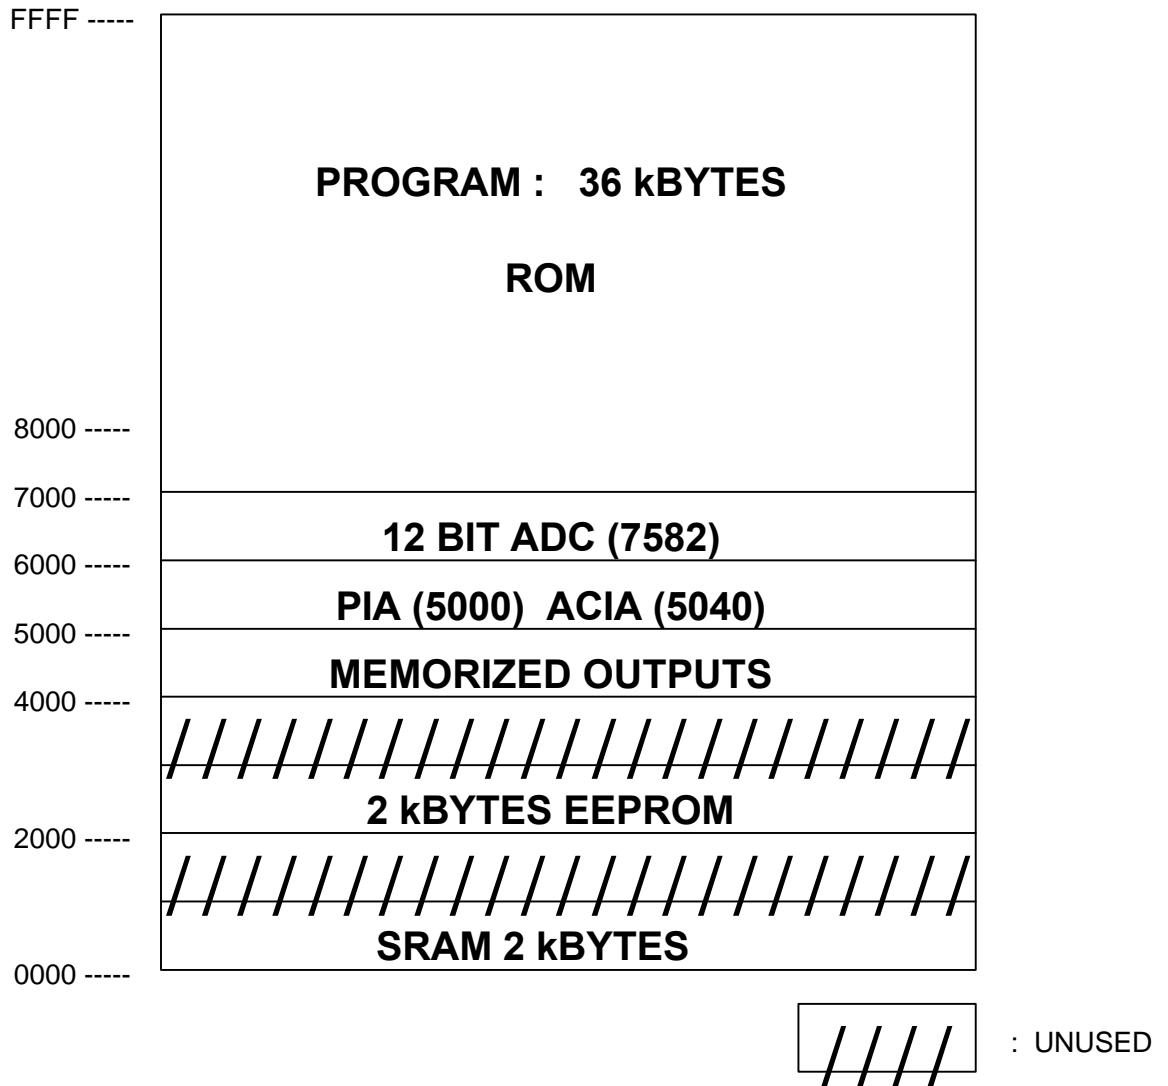 FFFF -----
PROGRAM :   36 kBYTES
ROM
8000 -----
7000 -----
12 BIT ADC (7582)
6000 -----
PIA (5000)  ACIA (5040)
5000 -----
MEMORIZED OUTPUTS
4000 -----
2 kBYTES EEPROM
2000 -----
SRAM 2 kBYTES
0000 -----
:  UNUSED